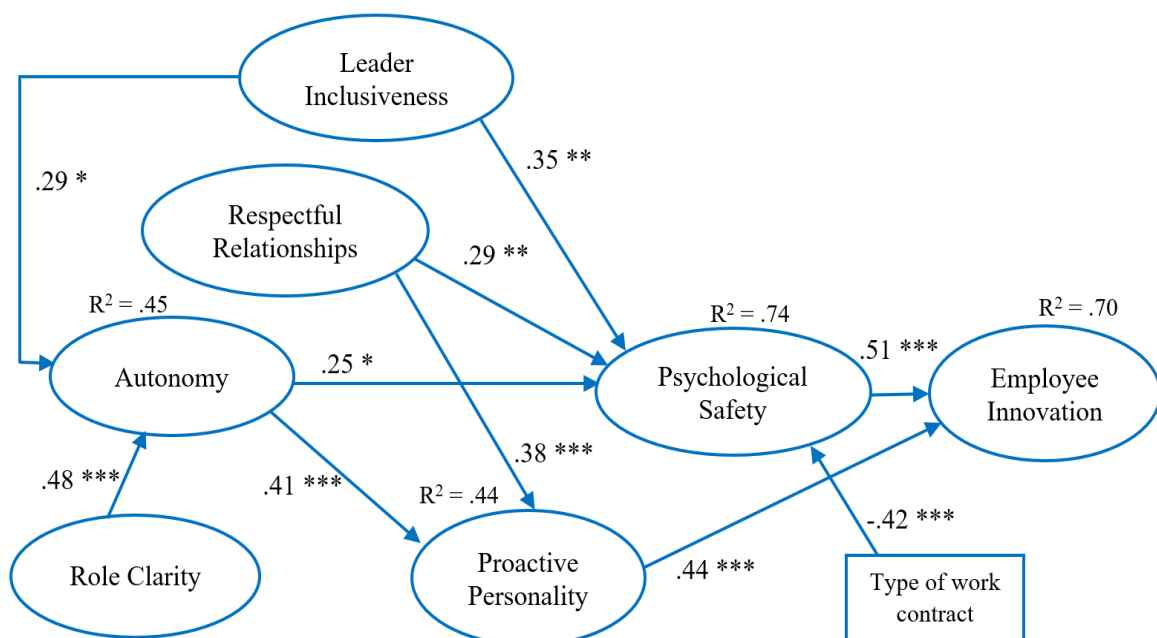 Leader
Inclusiveness
.29 *
.35 **
Respectful
Relationships
.29 **
R² = .45
R² = .74
R² = .70
Autonomy
.25 *
Psychological
Safety
.51 ***
Employee
Innovation
.48 ***
.41 ***
.38 ***
R² = .44
-.42 ***
Role Clarity
Proactive
Personality
.44 ***
Type of work
contract